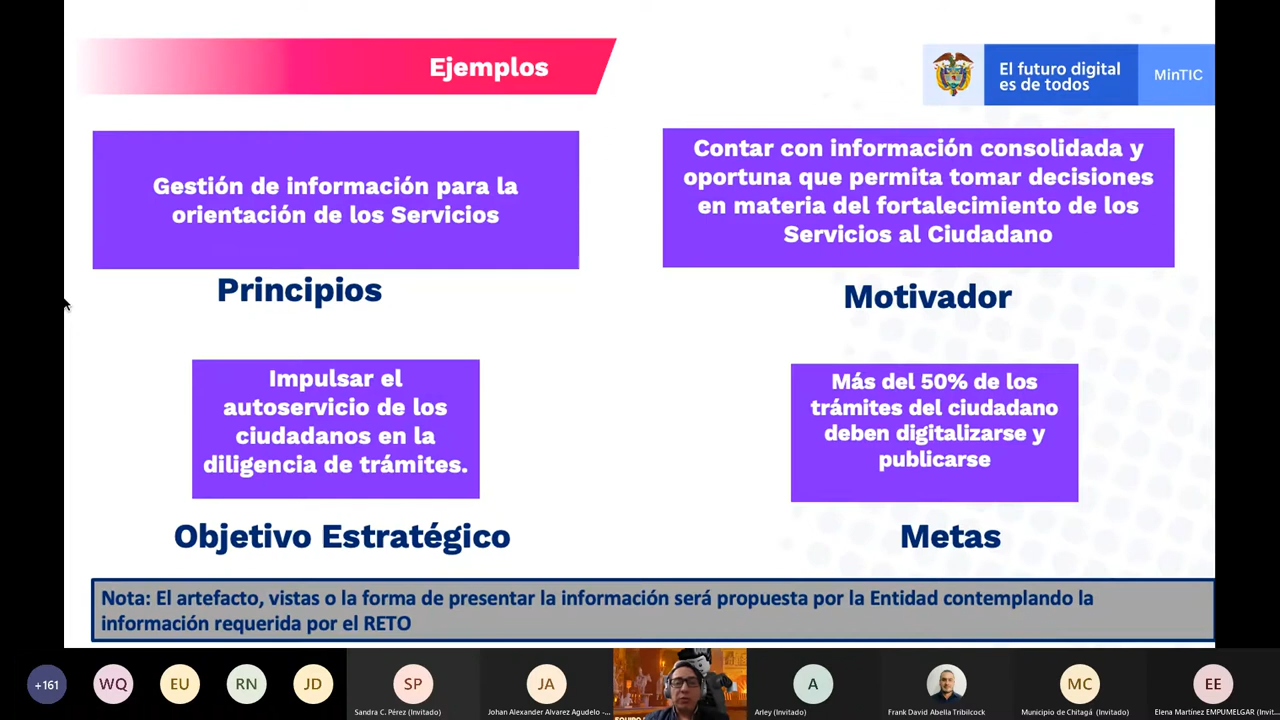 Ejemplos
El futuro digital
es de todos
MinTIC
Gestión de información para la
orientación de los Servicios
Principios
Contar con información consolidada y
oportuna que permita tomar decisiones
en materia del fortalecimiento de los
Servicios al Ciudadano
Motivador
Impulsar el
autoservicio de los
ciudadanos en la
diligencia de trámites.
Objetivo Estratégico
Más del 50% de los
trámites del ciudadano
deben digitalizarse y
publicarse
Metas
Nota: El artefacto, vistas o la forma de presentar la información será propuesta por la Entidad contemplando la
información requerida por el RETO
+161
WQ
EU
RN
JD
SP
Sandra C. Pérez (Invitado)
JA
Johan Alexander Alvarez Agudelo -...
A
Arley (Invitado)
Frank David Abella Tribilcock
MC
Municipio de Chitagá (Invitado)
EE
Elena Martínez EMPUMELGAR (Invit...